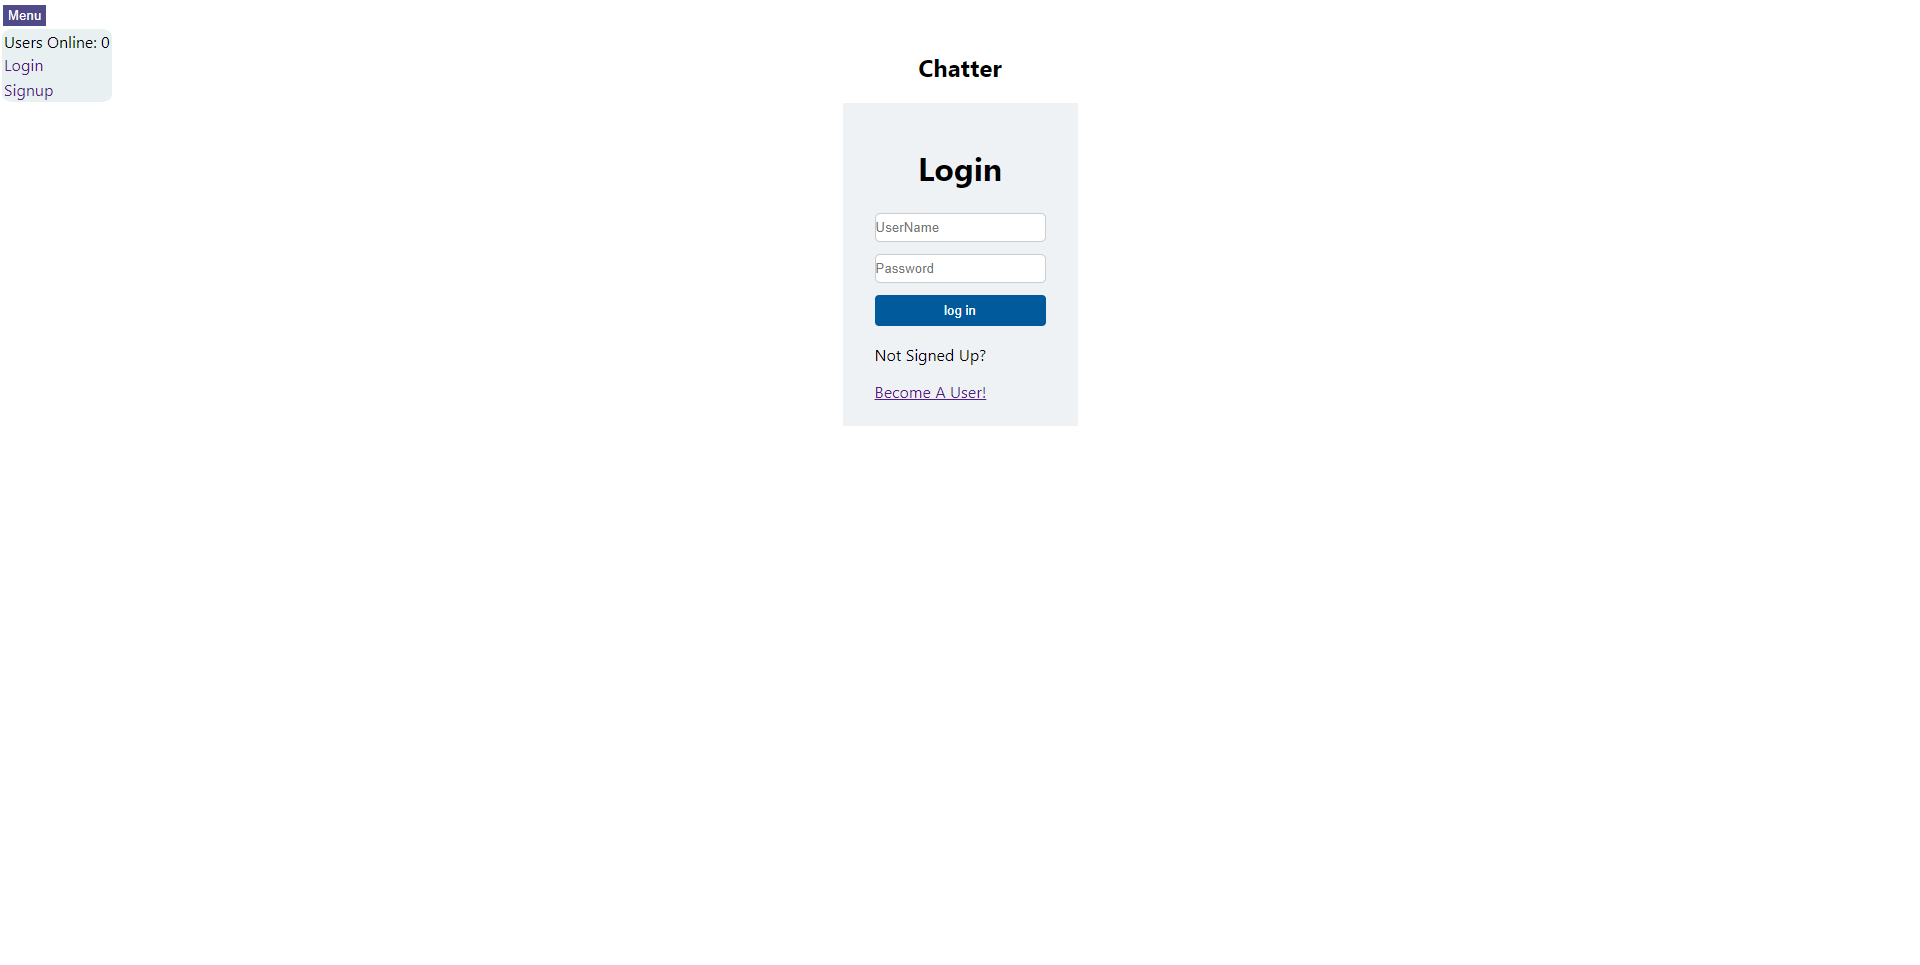 Menu
Users Online: 0
Login
Signup
Chatter
Login
UserName
Password
log in
Not Signed Up?
Become A User!